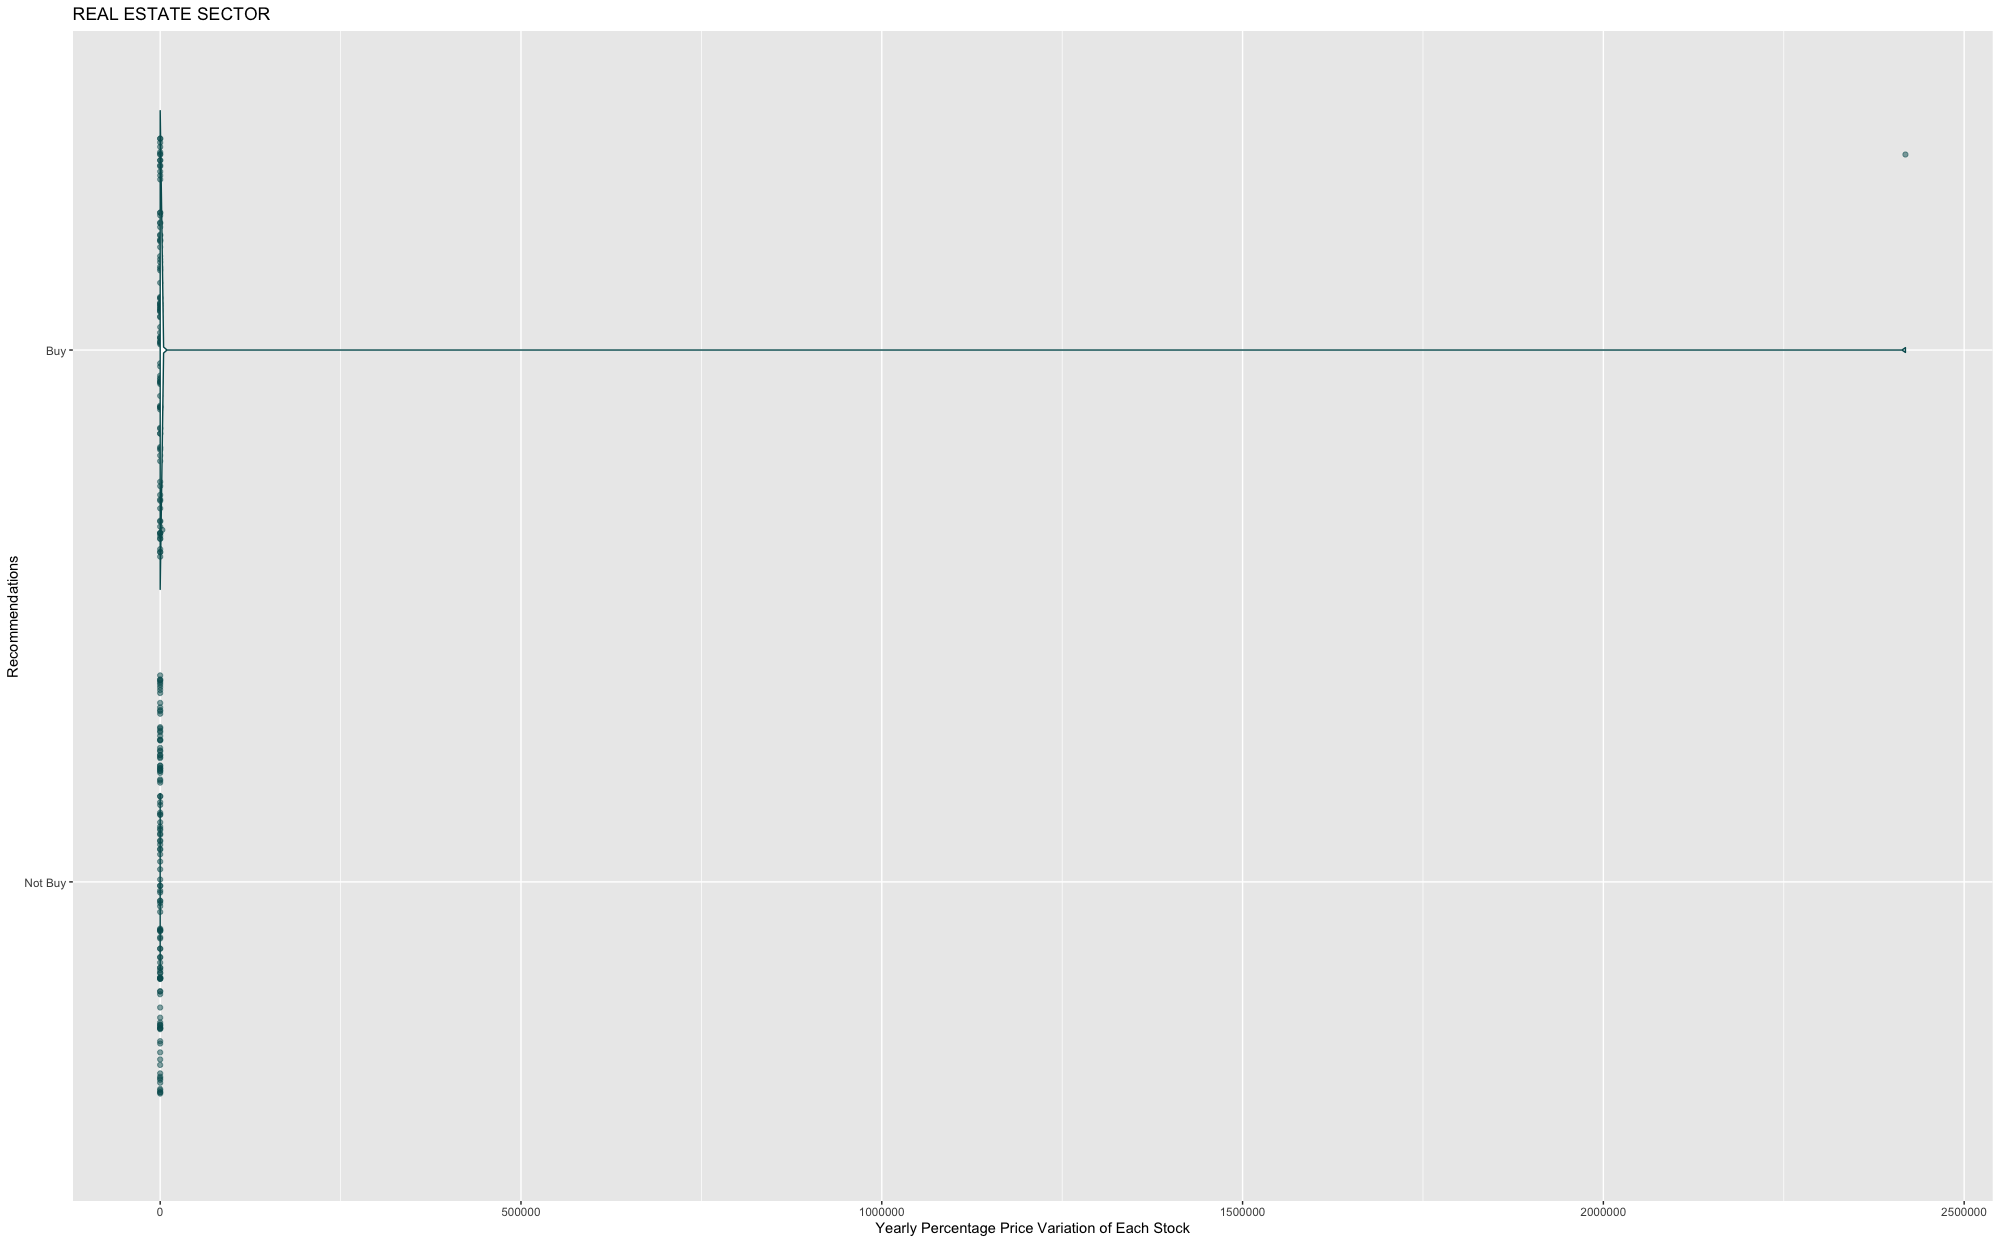 REAL ESTATE SECTOR
Buy
Not Buy
Recommendations
0
500000
1000000
1500000
2000000
2500000
Yearly Percentage Price Variation of Each Stock